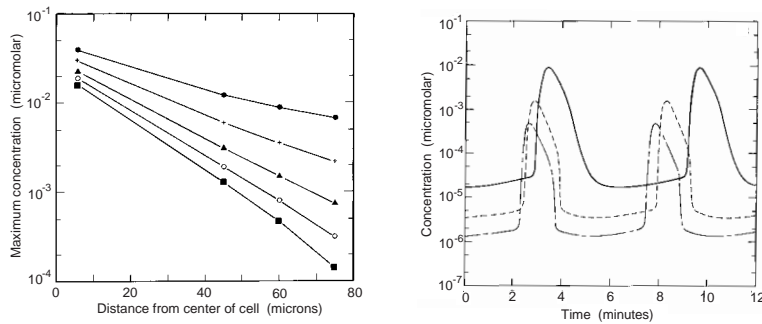 10-1
10-2
10-3
10-4
Maximum concentration (micromolar)
0 20 40 60 80
Distance from center of cell (microns)
10-1
10-2
10-3
10-4
10-5
10-6
10-7
Concentration (micromolar)
0 2 4 6 8 10 12
Time (minutes)